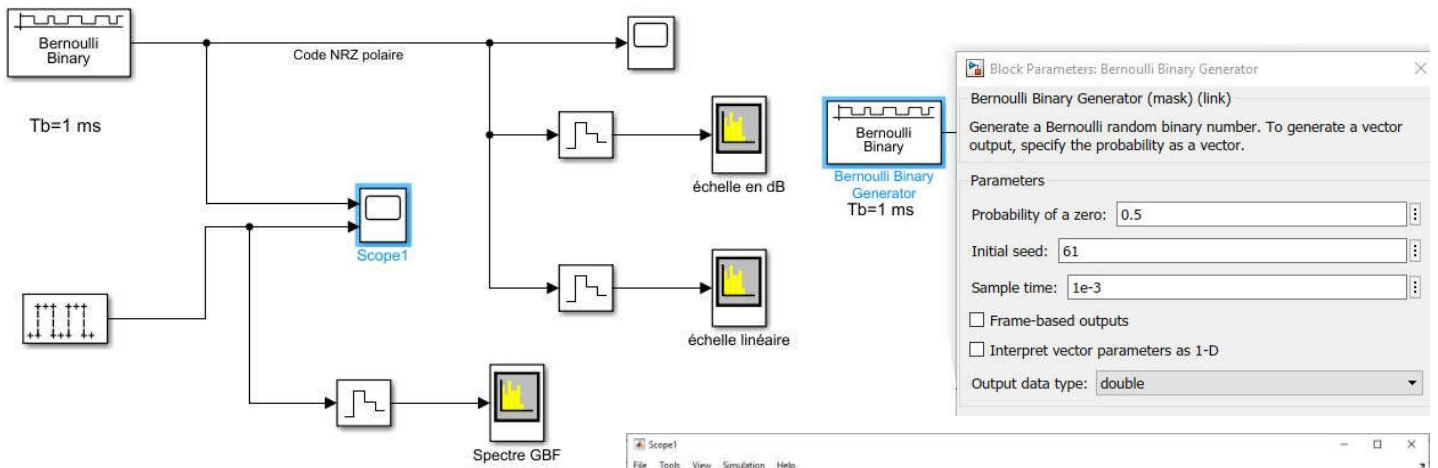 Bernoulli
Binary
Tb=1 ms
Code NRZ polaire
échelle en dB
Scope1
échelle linéaire
Spectre GBF
Bernoulli
Binary
Bernoulli Binary
Generator
Tb=1 ms
Block Parameters: Bernoulli Binary Generator
Bernoulli Binary Generator (mask) (link)
Generate a Bernoulli random binary number. To generate a vector
output, specify the probability as a vector.
Parameters
Probability of a zero: 0.5
Initial seed: 61
Sample time: 1e-3
Frame-based outputs
Interpret vector parameters as 1-D
Output data type: double
Scope1
File Tools View Simulation Help